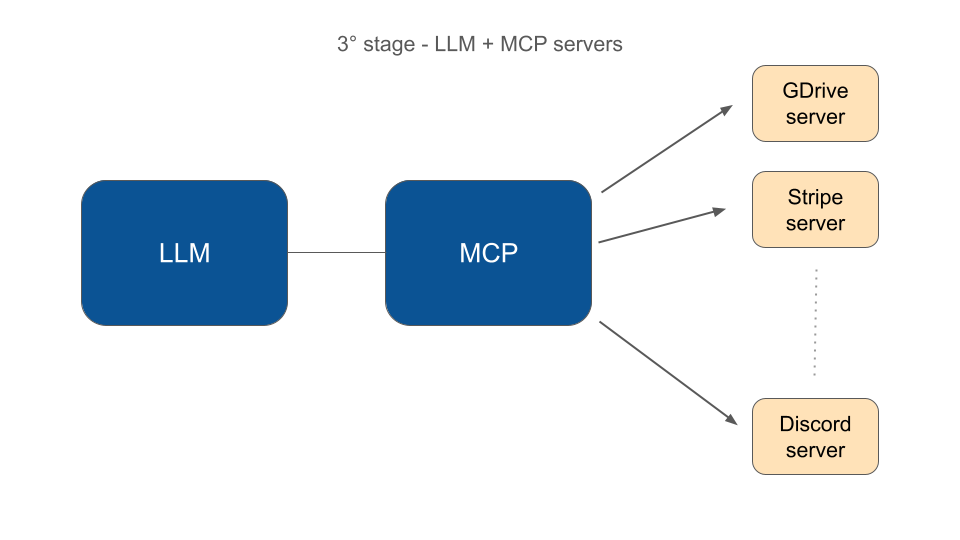 3° stage - LLM + MCP servers
GDrive
server
Stripe
server
LLM
MCP
Discord
server